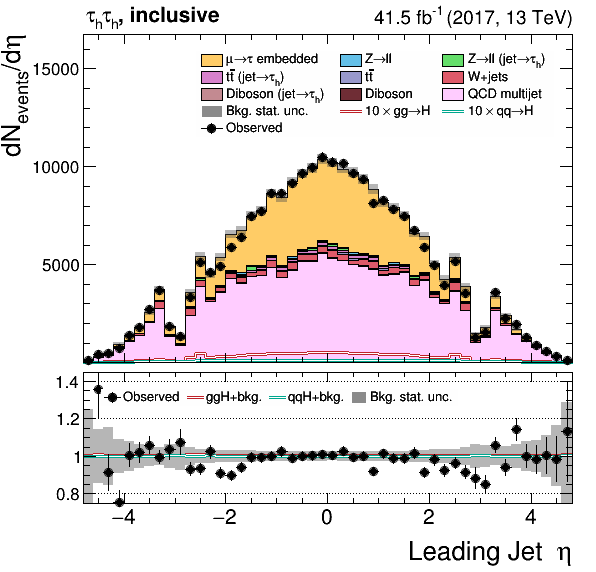 τhτh, inclusive 41.5 fb⁻¹ (2017, 13 TeV)
dNevents/dη
15000
10000
5000
μ→τ embedded Z→ll Z→ll (jet→τh)
tt̄ (jet→τh) tt̄ W+jets
Diboson (jet→τh) Diboson QCD multijet
Bkg. stat. unc. 10×gg→H 10×qq→H
Observed
1.4
1.2
1
0.8
Observed ggH+bkg. qqH+bkg. Bkg. stat. unc.
−4 −2 0 2 4
Leading Jet η